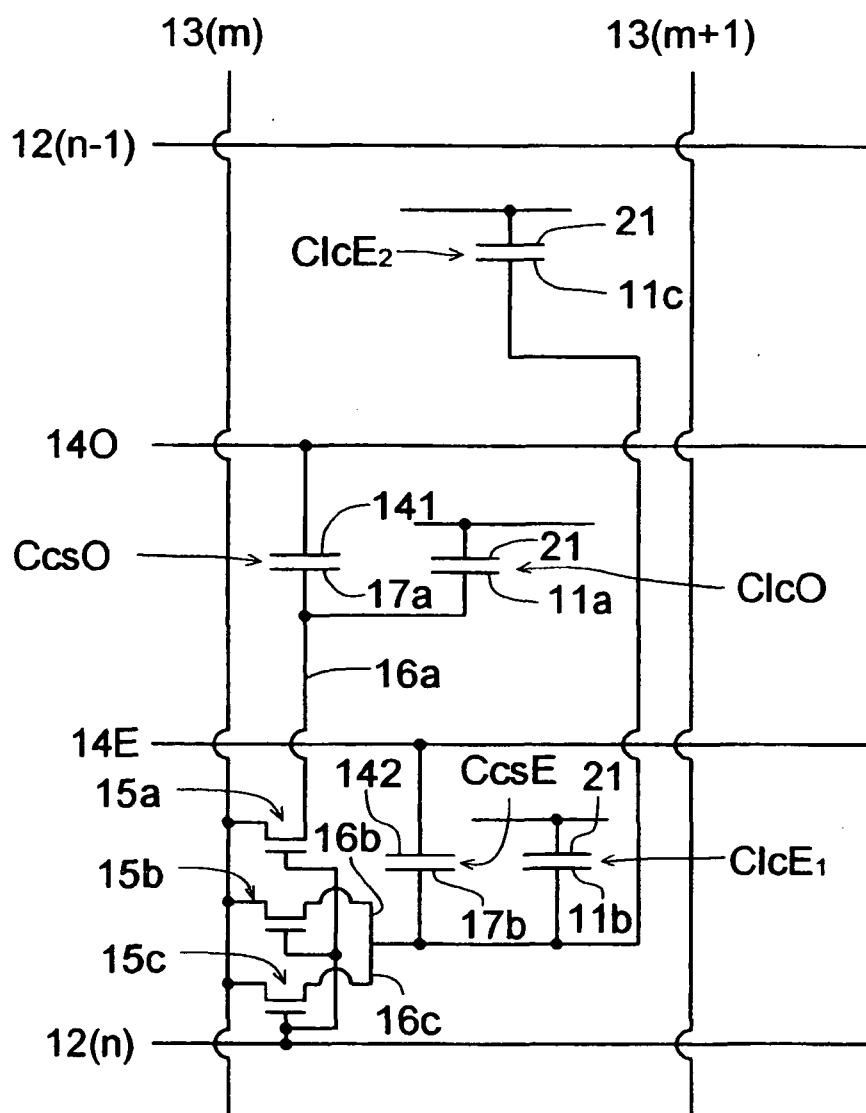 13(m) 13(m+1)
12(n-1)
21
ClcE₂
11c
14O
141
CcsO 21
17a 11a ClcO
16a
14E
142 CcsE
15a 21
16b
ClcE₁
15b
17b 11b
15c
16c
12(n)